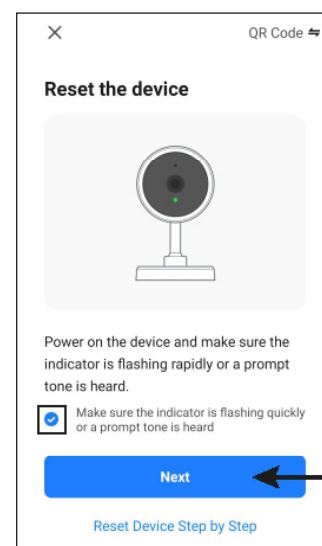 QR Code
Reset the device
Power on the device and make sure the
indicator is flashing rapidly or a prompt
tone is heard.
Make sure the indicator is flashing quickly
or a prompt tone is heard
Next
Reset Device Step by Step